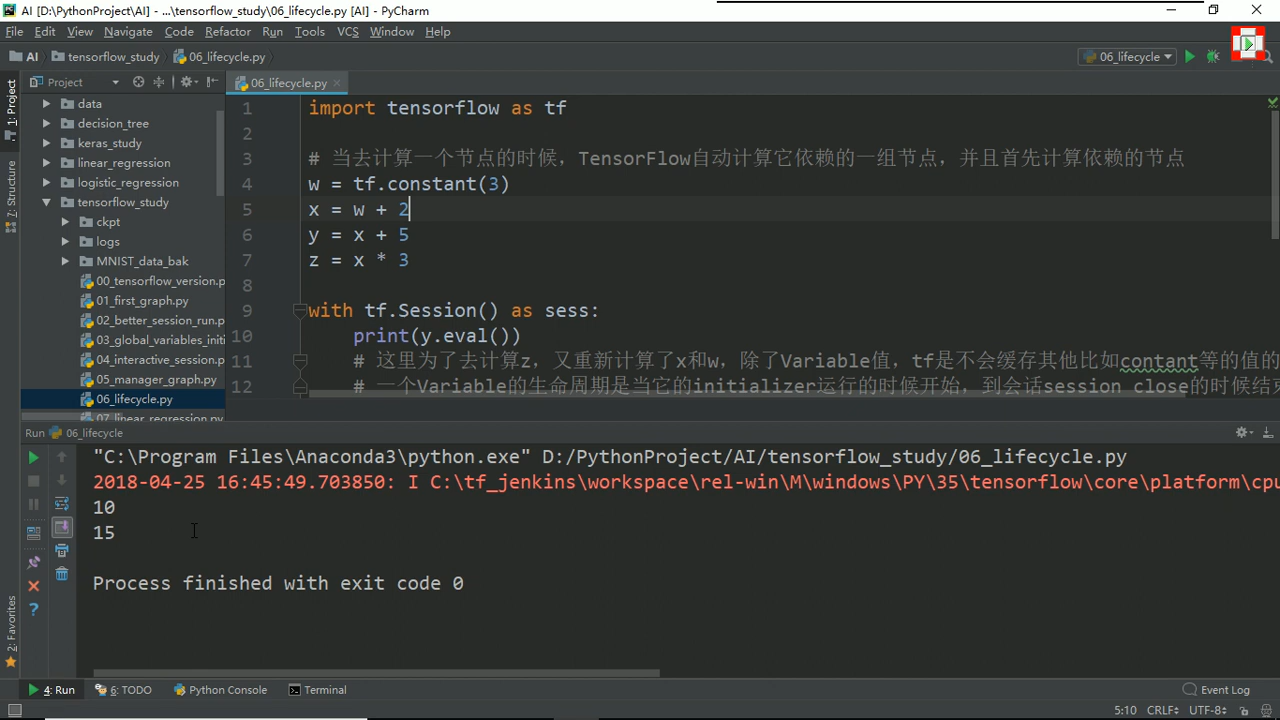 AI [D:\PythonProject\AI] - ...\tensorflow_study\06_lifecycle.py [AI] - PyCharm
File Edit View Navigate Code Refactor Run Tools VCS Window Help
AI tensorflow_study 06_lifecycle.py 06_lifecycle
1: Project
7: Structure
2: Favorites
Project
data
decision_tree
keras_study
linear_regression
logistic_regression
tensorflow_study
ckpt
logs
MNIST_data_bak
00_tensorflow_version.p
01_first_graph.py
02_better_session_run.p
03_global_variables_initi
04_interactive_session.p
05_manager_graph.py
06_lifecycle.py
07_linear_regression.py
06_lifecycle.py
1 import tensorflow as tf
2
3 # 当去计算一个节点的时候，TensorFlow自动计算它依赖的一组节点，并且首先计算依赖的节点
4 w = tf.constant(3)
5 x = w + 2
6 y = x + 5
7 z = x * 3
8
9 with tf.Session() as sess:
10 print(y.eval())
11 # 这里为了去计算z，又重新计算了x和w，除了Variable值，tf是不会缓存其他比如contant等的值的
12 # 一个Variable的生命周期是当它的initializer运行的时候开始，到会话session close的时候结束
Run 06_lifecycle
"C:\Program Files\Anaconda3\python.exe" D:/PythonProject/AI/tensorflow_study/06_lifecycle.py
2018-04-25 16:45:49.703850: I C:\tf_jenkins\workspace\rel-win\M\windows\PY\35\tensorflow\core\platform\cpu
10
15
Process finished with exit code 0
4: Run 6: TODO Python Console Terminal Event Log
5:10 CRLF UTF-8